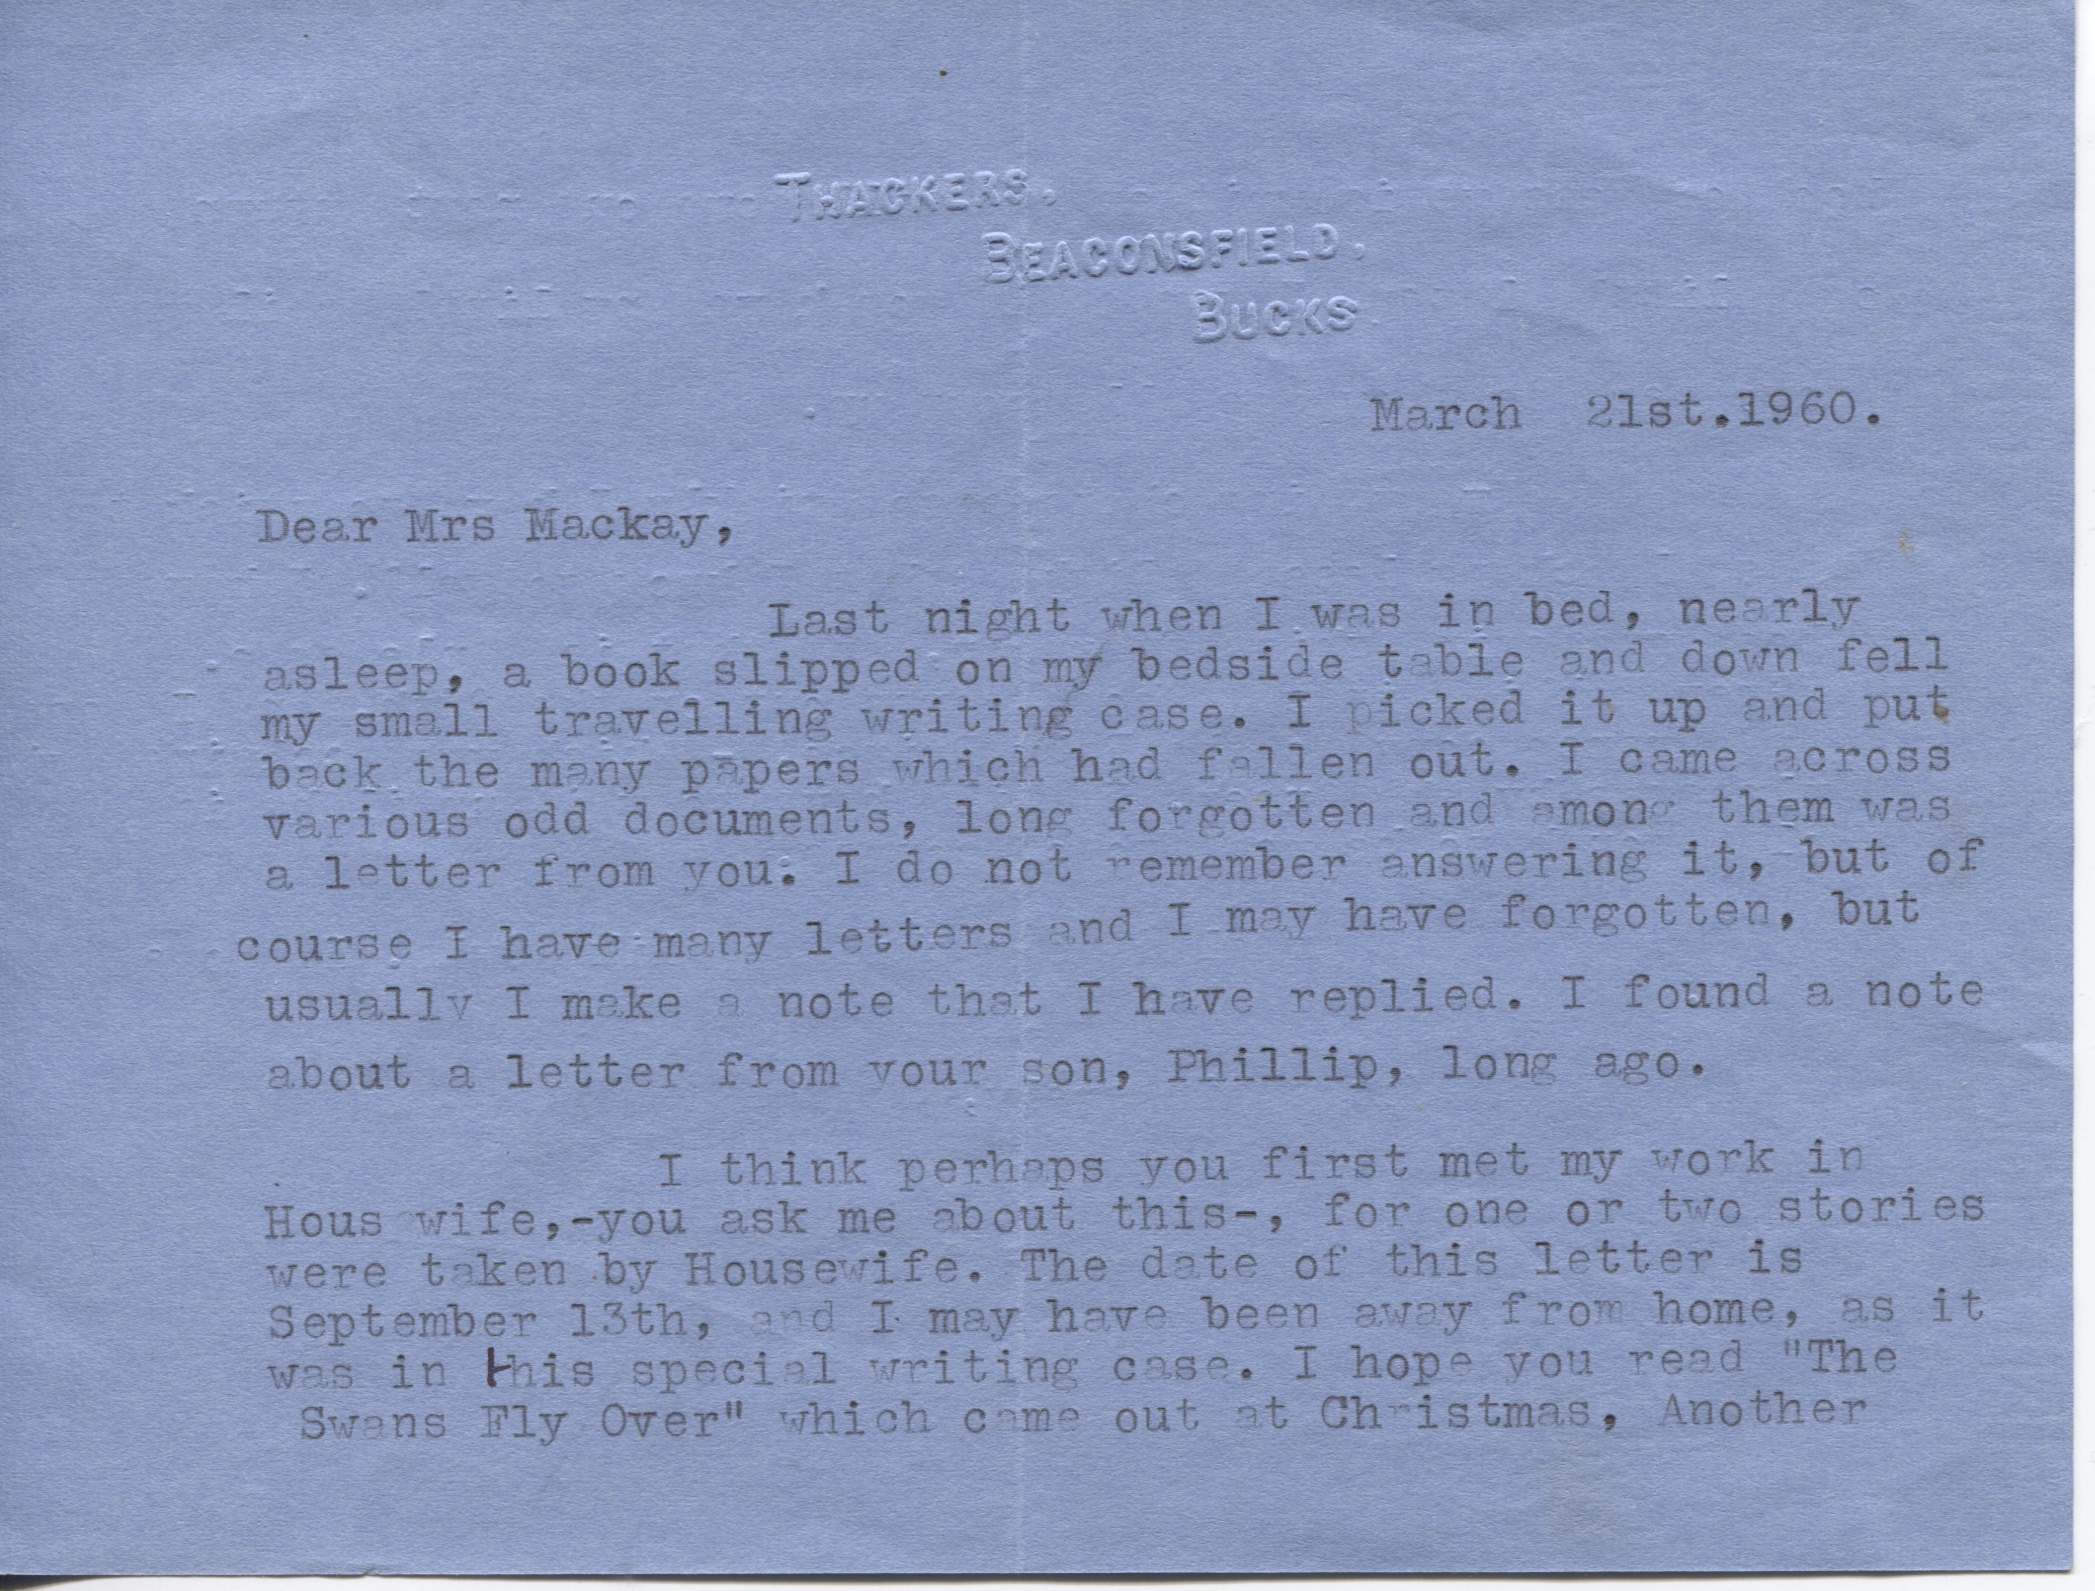 THACKERS.
BEACONSFIELD.
BUCKS.
March 21st.1960.
Dear Mrs Mackay,
Last night when I was in bed, nearly
asleep, a book slipped on my bedside table and down fell
my small travelling writing case. I picked it up and put
back the many papers which had fallen out. I came across
various odd documents, long forgotten and among them was
a letter from you. I do not remember answering it, but of
course I have many letters and I may have forgotten, but
usually I make a note that I have replied. I found a note
about a letter from your son, Phillip, long ago.
I think perhaps you first met my work in
Hous wife,-you ask me about this-, for one or two stories
were taken by Housewife. The date of this letter is
September 13th, and I may have been away from home, as it
was in this special writing case. I hope you read "The
Swans Fly Over" which came out at Christmas, Another